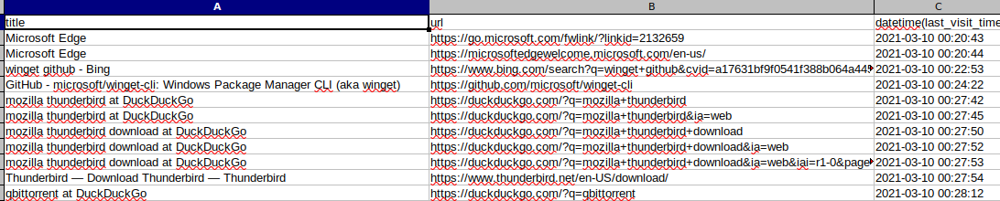 A B C
title url datetime(last_visit_time
Microsoft Edge https://go.microsoft.com/fwlink/?linkid=2132659 2021-03-10 00:20:43
Microsoft Edge https://microsoftedgewelcome.microsoft.com/en-us/ 2021-03-10 00:20:44
winget github - Bing https://www.bing.com/search?q=winget+github&cvid=a17631bf9f0541f388b064a449 2021-03-10 00:22:53
GitHub - microsoft/winget-cli: Windows Package Manager CLI (aka winget) https://github.com/microsoft/winget-cli 2021-03-10 00:24:22
mozilla thunderbird at DuckDuckGo https://duckduckgo.com/?q=mozilla+thunderbird 2021-03-10 00:27:42
mozilla thunderbird at DuckDuckGo https://duckduckgo.com/?q=mozilla+thunderbird&ia=web 2021-03-10 00:27:45
mozilla thunderbird download at DuckDuckGo https://duckduckgo.com/?q=mozilla+thunderbird+download 2021-03-10 00:27:50
mozilla thunderbird download at DuckDuckGo https://duckduckgo.com/?q=mozilla+thunderbird+download&ia=web 2021-03-10 00:27:52
mozilla thunderbird download at DuckDuckGo https://duckduckgo.com/?q=mozilla+thunderbird+download&ia=web&iai=r1-0&page 2021-03-10 00:27:53
Thunderbird — Download Thunderbird — Thunderbird https://www.thunderbird.net/en-US/download/ 2021-03-10 00:27:54
qbittorrent at DuckDuckGo https://duckduckgo.com/?q=qbittorrent 2021-03-10 00:28:12